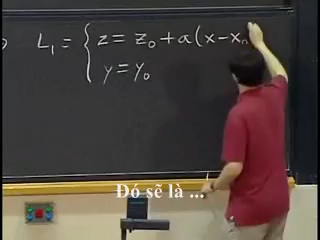 L₁ = { z = z₀ + a(x - x₀
y = y₀
Đó sẽ là ...